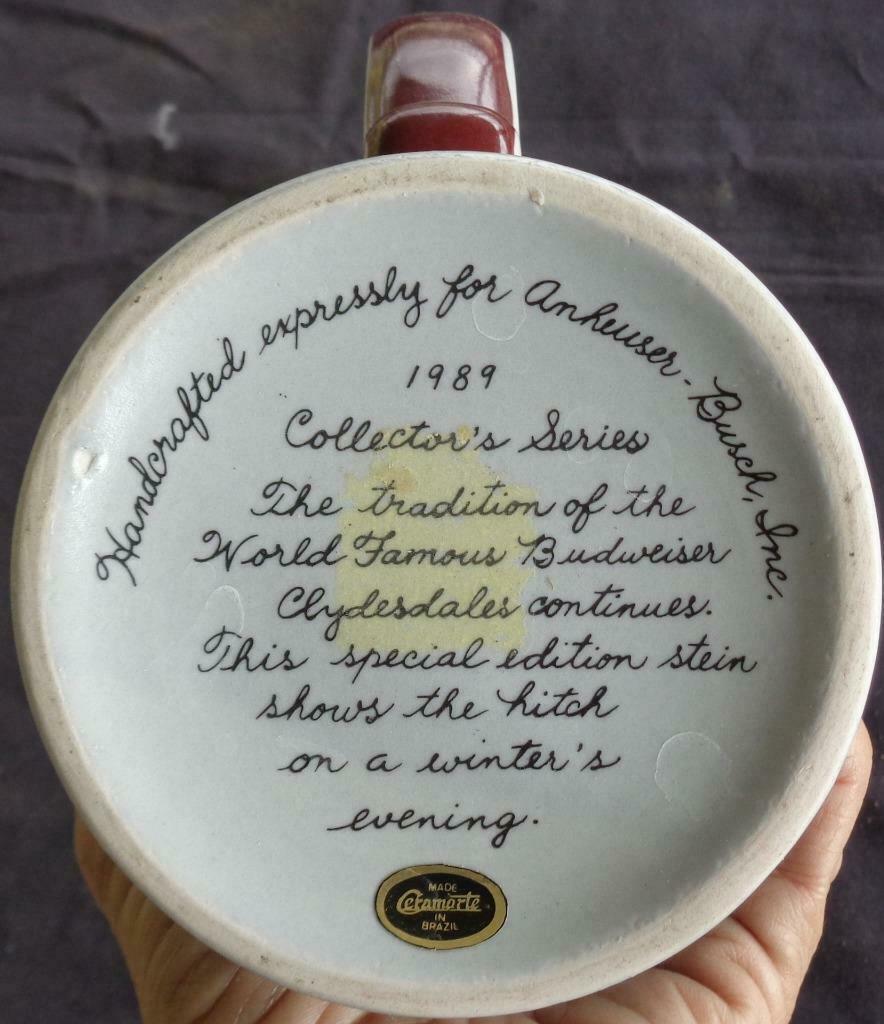 Handcrafted expressly for Anheuser-Busch, Inc.
1989
Collector's Series
The tradition of the
World Famous Budweiser
Clydesdales continues.
This special edition stein
shows the hitch
on a winter's
evening.
MADE
Ceramarte
IN
BRAZIL